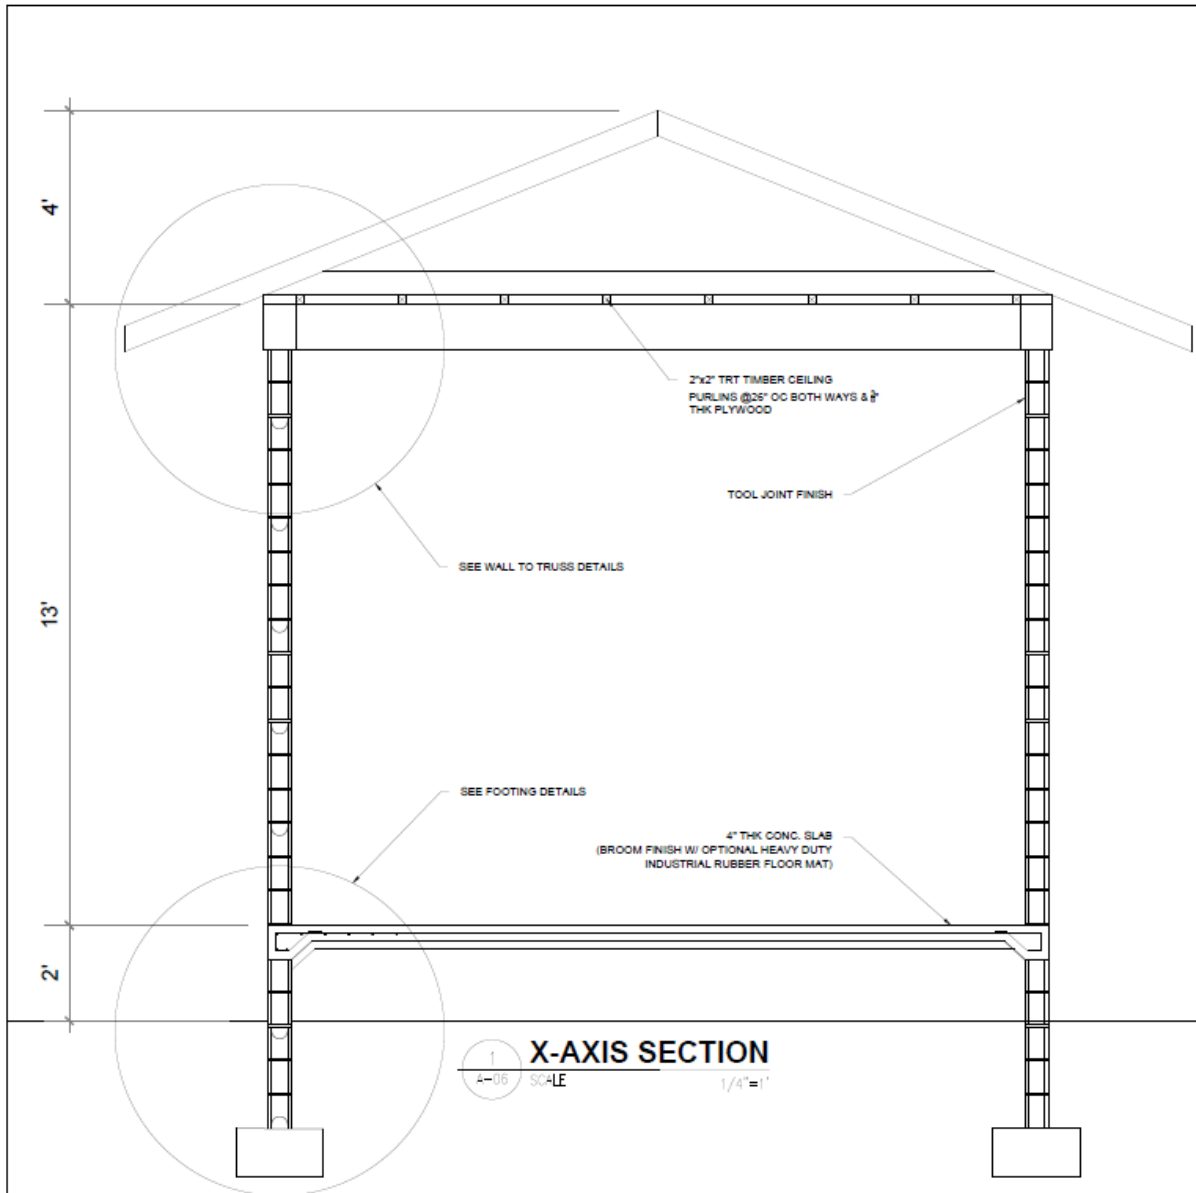 4'
2"x2" TRT TIMBER CEILING
PURLINS @26" OC BOTH WAYS &
THK PLYWOOD
TOOL JOINT FINISH
SEE WALL TO TRUSS DETAILS
13'
SEE FOOTING DETAILS
4" THK CONC. SLAB
(BROOM FINISH W/ OPTIONAL HEAVY DUTY
INDUSTRIAL RUBBER FLOOR MAT)
2'
1
A-06
X-AXIS SECTION
SCALE
1/4"=1'